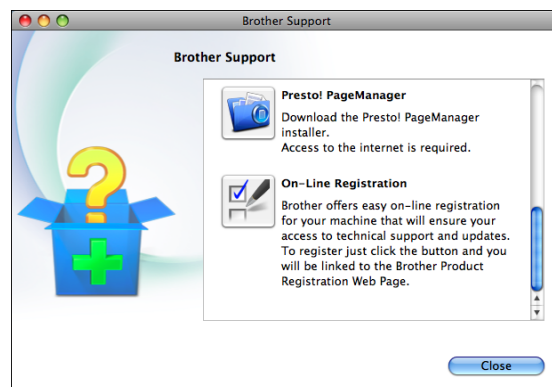 Brother Support
Brother Support
Presto! PageManager
Download the Presto! PageManager
installer.
Access to the internet is required.
On-Line Registration
Brother offers easy on-line registration
for your machine that will ensure your
access to technical support and updates.
To register just click the button and you
will be linked to the Brother Product
Registration Web Page.
Close